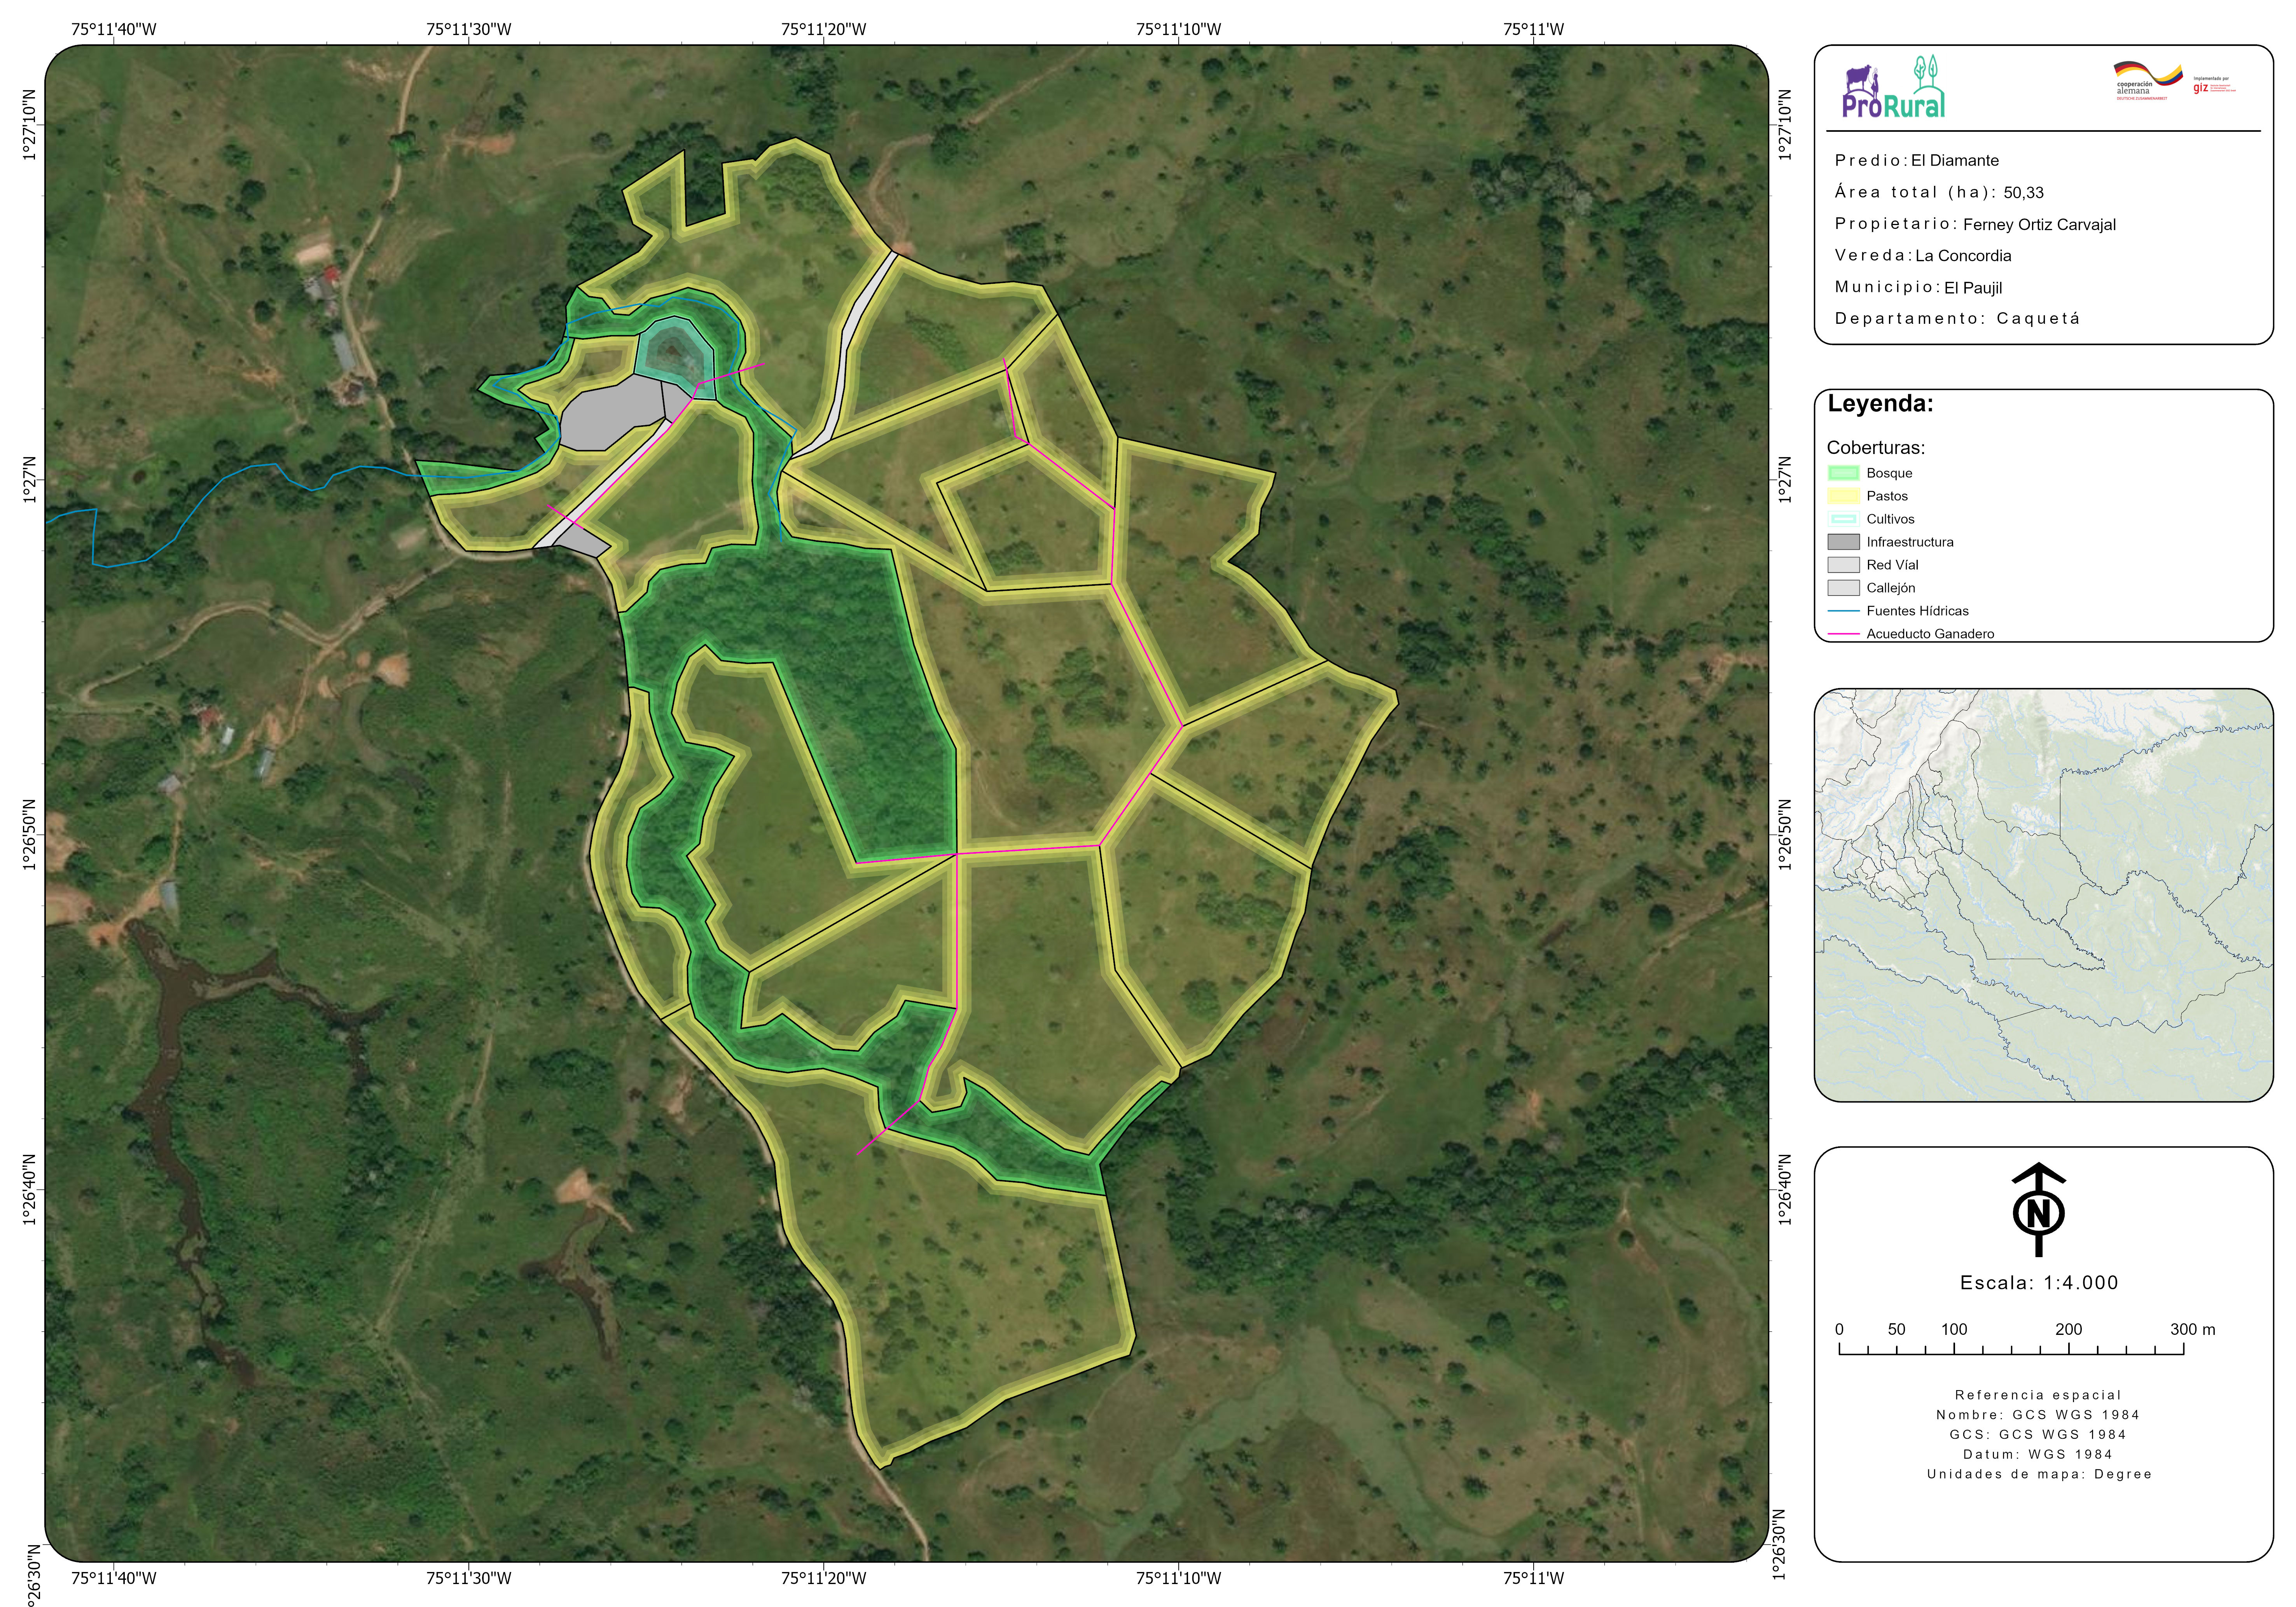 75°11'40"W
75°11'30"W
75°11'20"W
75°11'10"W
75°11'W
1°27'10"N
1°27'N
1°26'50"N
1°26'40"N
°26'30"N
1°27'10"N
1°27'N
1°26'50"N
1°26'40"N
1°26'30"N
75°11'40"W
75°11'30"W
75°11'20"W
75°11'10"W
75°11'W
ProRural
cooperación
alemana
DEUTSCHE ZUSAMMENARBEIT
Implementada por
giz
Predio: El Diamante
Área total (ha): 50,33
Propietario: Ferney Ortiz Carvajal
Vereda: La Concordia
Municipio: El Paujil
Departamento: Caquetá
Leyenda:
Coberturas:
Bosque
Pastos
Cultivos
Infraestructura
Red Víal
Callejón
Fuentes Hídricas
Acueducto Ganadero
N
Escala: 1:4.000
0 50 100 200 300 m
Referencia espacial
Nombre: GCS WGS 1984
GCS: GCS WGS 1984
Datum: WGS 1984
Unidades de mapa: Degree